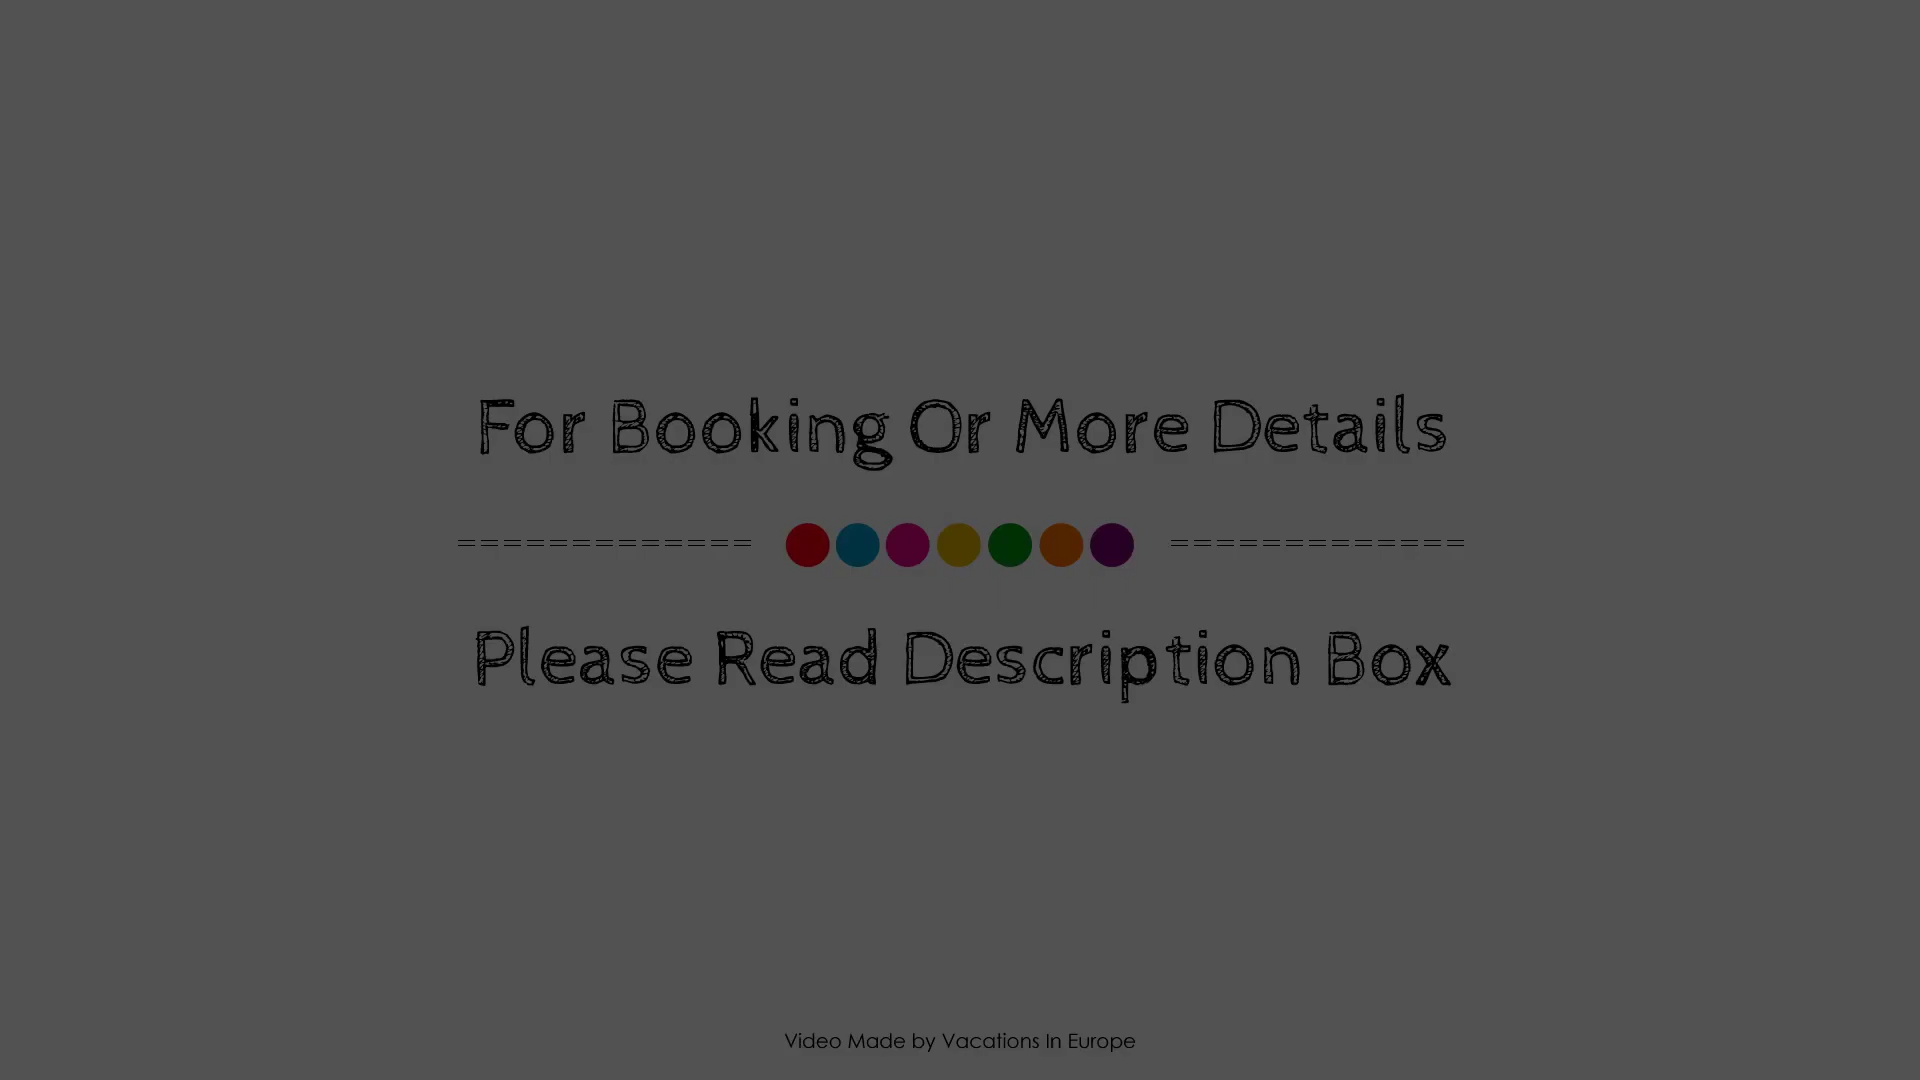 For Booking Or More Details
============= =============
Please Read Description Box
Video Made by Vacations In Europe